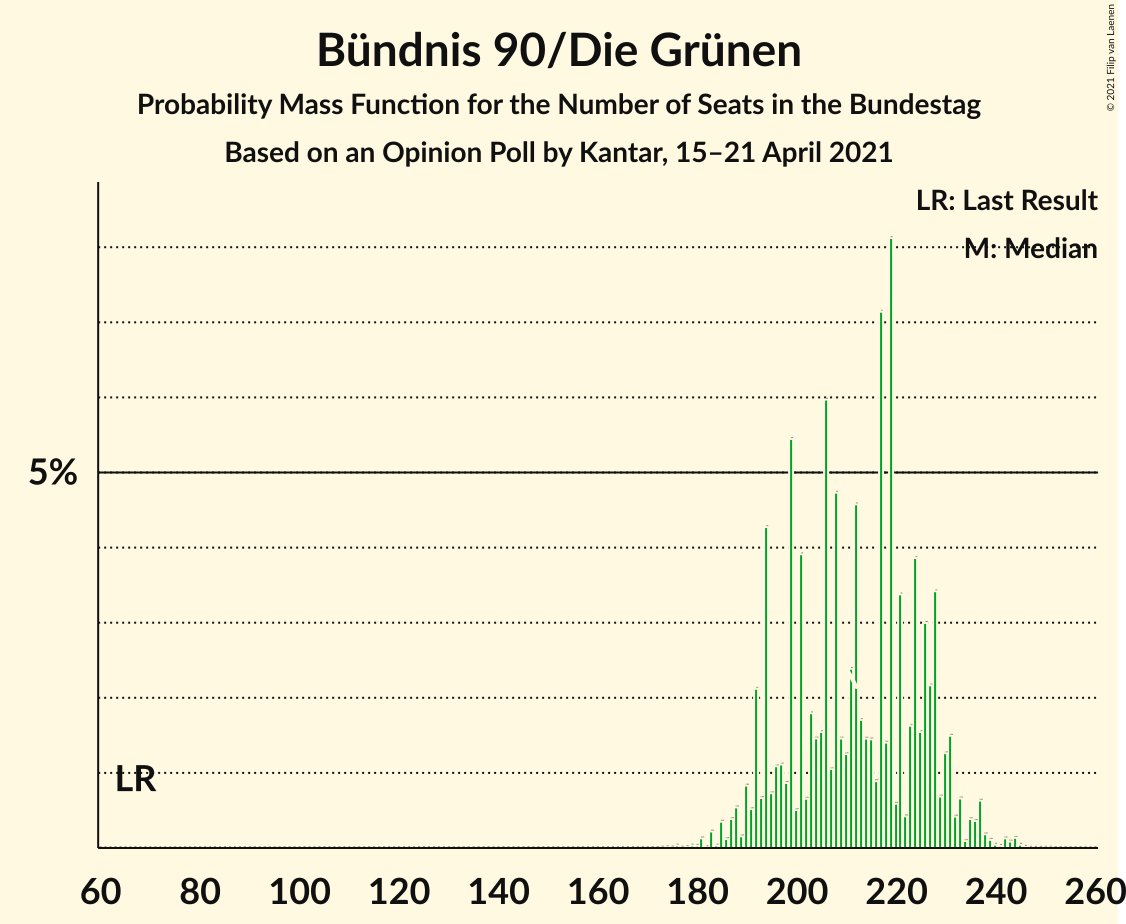 Bündnis 90/Die Grünen
Probability Mass Function for the Number of Seats in the Bundestag
Based on an Opinion Poll by Kantar, 15–21 April 2021
© 2021 Filip van Laenen
LR: Last Result
M: Median
5%
LR
60 80 100 120 140 160 180 200 220 240 260